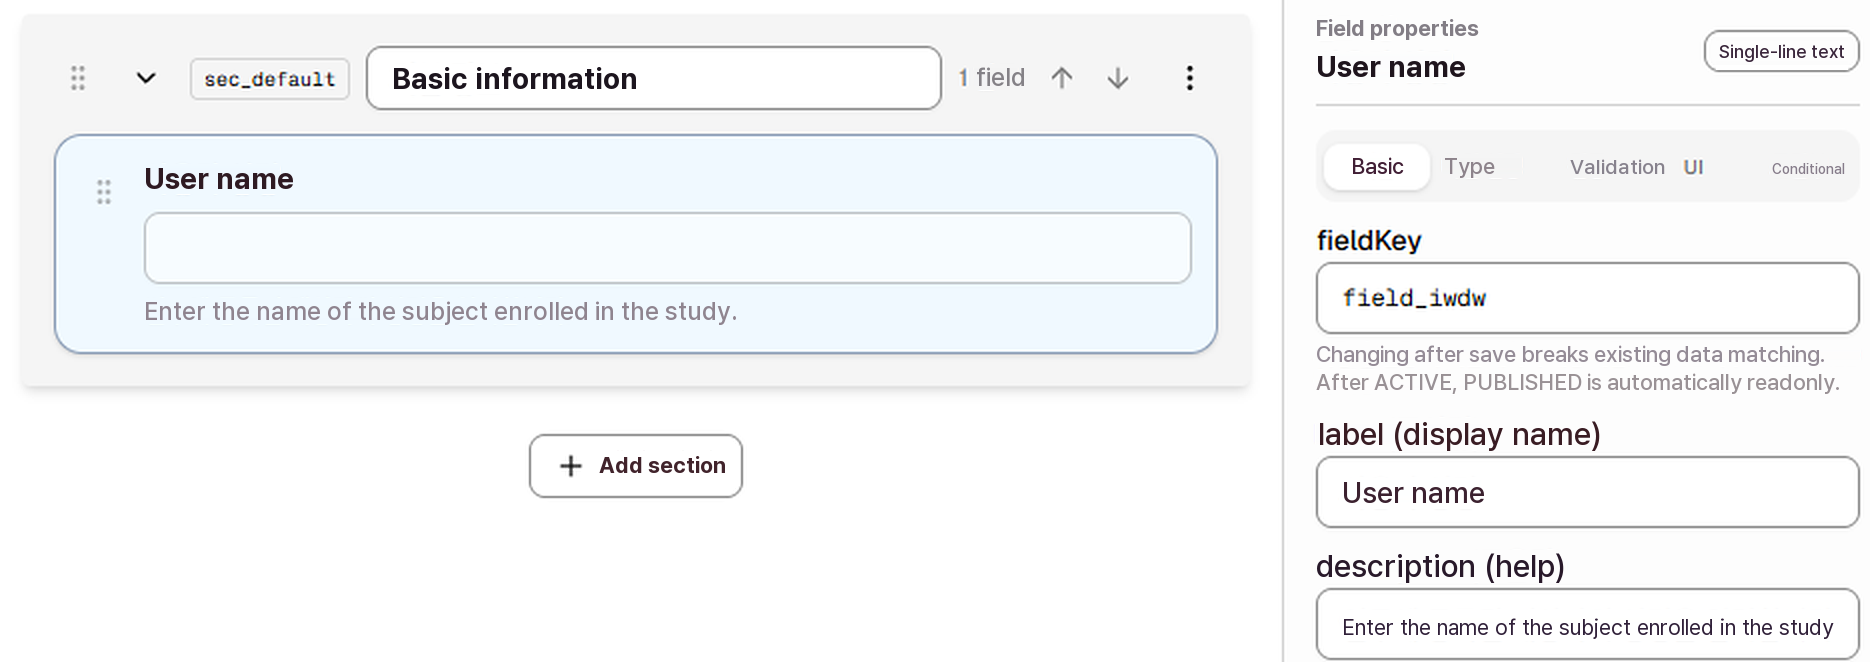 sec_default
Basic information
1 field
User name
Enter the name of the subject enrolled in the study.
Add section
Field properties
User name
Single-line text
Basic Type Validation UI Conditional
fieldKey
field_iwdw
Changing after save breaks existing data matching.
After ACTIVE, PUBLISHED is automatically readonly.
label (display name)
User name
description (help)
Enter the name of the subject enrolled in the study